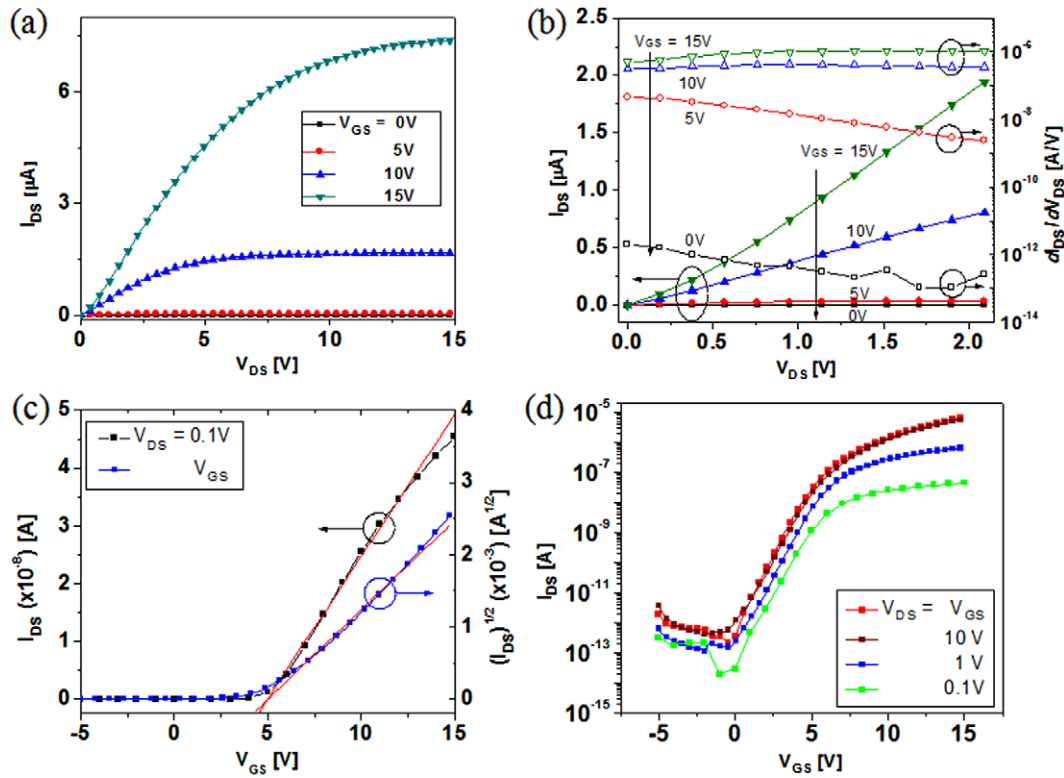 (a)
6
3
0
I_DS [μA]
V_GS = 0V
5V
10V
15V
0
5
10
15
V_DS [V]
(b)
2.5
2.0
1.5
1.0
0.5
0.0
I_DS [μA]
V_GS = 15V
10V
5V
V_GS = 15V
10V
0V
5V
0V
10^-6
10^-8
10^-10
10^-12
10^-14
dI_DS/dV_DS [A/V]
0.0
0.5
1.0
1.5
2.0
V_DS [V]
(c)
5
4
3
2
1
0
I_DS (x10^-8) [A]
V_DS = 0.1V
V_GS
4
3
2
1
0
(I_DS)^1/2 (x10^-3) [A^1/2]
-5
0
5
10
15
V_GS [V]
(d)
10^-5
10^-7
10^-9
10^-11
10^-13
10^-15
I_DS [A]
V_DS = V_GS
10 V
1 V
0.1V
-5
0
5
10
15
V_GS [V]